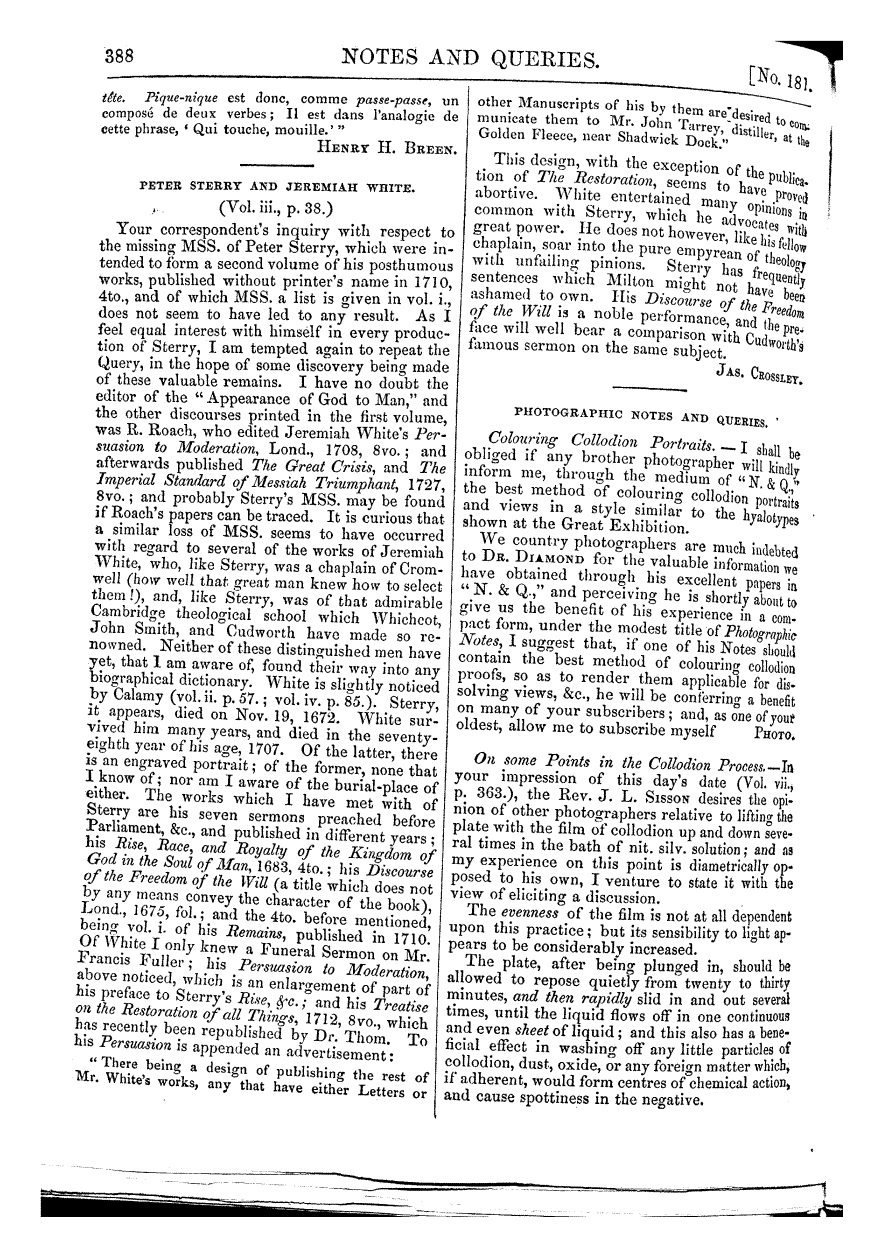 388
NOTES AND QUERIES.
[No. 181.
tête. Pique-nique est donc, comme passe-passe, un
composé de deux verbes; Il est dans l'analogie de
cette phrase, ‘Qui touche, mouille.’”
HENRY H. BREEN.
PETER STERRY AND JEREMIAH WHITE.
(Vol. iii., p. 38.)
Your correspondent's inquiry with respect to
the missing MSS. of Peter Sterry, which were in-
tended to form a second volume of his posthumous
works, published without printer's name in 1710,
4to., and of which MSS. a list is given in vol. i.,
does not seem to have led to any result. As I
feel equal interest with himself in every produc-
tion of Sterry, I am tempted again to repeat the
Query, in the hope of some discovery being made
of these valuable remains. I have no doubt the
editor of the “Appearance of God to Man,” and
the other discourses printed in the first volume,
was R. Roach, who edited Jeremiah White's Per-
suasion to Moderation, Lond., 1708, 8vo.; and
afterwards published The Great Crisis, and The
Imperial Standard of Messiah Triumphant, 1727,
8vo.; and probably Sterry's MSS. may be found
if Roach's papers can be traced. It is curious that
a similar loss of MSS. seems to have occurred
with regard to several of the works of Jeremiah
White, who, like Sterry, was a chaplain of Crom-
well (how well that great man knew how to select
them!), and, like Sterry, was of that admirable
Cambridge theological school which Whichcot,
John Smith, and Cudworth have made so re-
nowned. Neither of these distinguished men have
yet, that I am aware of, found their way into any
biographical dictionary. White is slightly noticed
by Calamy (vol. ii. p. 57.; vol. iv. p. 85.). Sterry,
it appears, died on Nov. 19, 1672. White sur-
vived him many years, and died in the seventy-
eighth year of his age, 1707. Of the latter, there
is an engraved portrait; of the former, none that
I know of; nor am I aware of the burial-place of
either. The works which I have met with of
Sterry are his seven sermons preached before
Parliament, &c., and published in different years;
his Rise, Race, and Royalty of the Kingdom of
God in the Soul of Man, 1683, 4to.; his Discourse
of the Freedom of the Will (a title which does not
by any means convey the character of the book),
Lond., 1675, fol.; and the 4to. before mentioned,
being vol. i. of his Remains, published in 1710.
Of White I only knew a Funeral Sermon on Mr.
Francis Fuller; his Persuasion to Moderation,
above noticed, which is an enlargement of part of
his preface to Sterry's Rise, &c.; and his Treatise
on the Restoration of all Things, 1712, 8vo., which
has recently been republished by Dr. Thom. To
his Persuasion is appended an advertisement:
“There being a design of publishing the rest of
Mr. White's works, any that have either Letters or
other Manuscripts of his by them are desired to com-
municate them to Mr. John Tarrey, distiller, at the
Golden Fleece, near Shadwick Dock.”
This design, with the exception of the publica-
tion of The Restoration, seems to have proved
abortive. White entertained many opinions in
common with Sterry, which he advocates with
great power. He does not however, like his fellow
chaplain, soar into the pure empyrean of theology
with unfailing pinions. Sterry has frequently
sentences which Milton might not have been
ashamed to own. His Discourse of the Freedom
of the Will is a noble performance, and the pre-
face will well bear a comparison with Cudworth's
famous sermon on the same subject.
JAS. CROSSLEY.
PHOTOGRAPHIC NOTES AND QUERIES.
Colouring Collodion Portraits. — I shall be
obliged if any brother photographer will kindly
inform me, through the medium of “N. & Q.,”
the best method of colouring collodion portraits
and views in a style similar to the hyalotypes
shown at the Great Exhibition.
We country photographers are much indebted
to DR. DIAMOND for the valuable information we
have obtained through his excellent papers in
“N. & Q.,” and perceiving he is shortly about to
give us the benefit of his experience in a com-
pact form, under the modest title of Photographic
Notes, I suggest that, if one of his Notes should
contain the best method of colouring collodion
proofs, so as to render them applicable for dis-
solving views, &c., he will be conferring a benefit
on many of your subscribers; and, as one of your
oldest, allow me to subscribe myself PHOTO.
On some Points in the Collodion Process.—In
your impression of this day's date (Vol. vii.,
p. 363.), the Rev. J. L. SISSON desires the opi-
nion of other photographers relative to lifting the
plate with the film of collodion up and down seve-
ral times in the bath of nit. silv. solution; and as
my experience on this point is diametrically op-
posed to his own, I venture to state it with the
view of eliciting a discussion.
The evenness of the film is not at all dependent
upon this practice; but its sensibility to light ap-
pears to be considerably increased.
The plate, after being plunged in, should be
allowed to repose quietly from twenty to thirty
minutes, and then rapidly slid in and out several
times, until the liquid flows off in one continuous
and even sheet of liquid; and this also has a bene-
ficial effect in washing off any little particles of
collodion, dust, oxide, or any foreign matter which,
if adherent, would form centres of chemical action,
and cause spottiness in the negative.